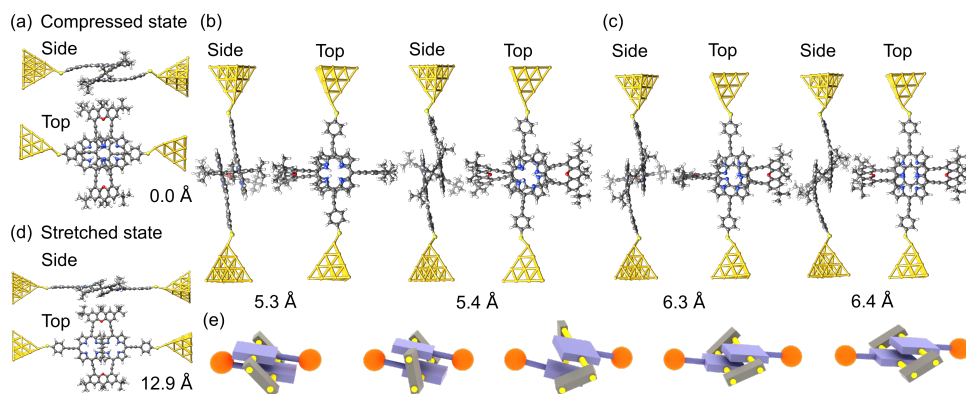 (a) Compressed state
Side
Top
0.0 Å
(b)
Side Top Side Top
5.3 Å 5.4 Å
(c)
Side Top Side Top
6.3 Å 6.4 Å
(d) Stretched state
Side
Top
12.9 Å
(e)